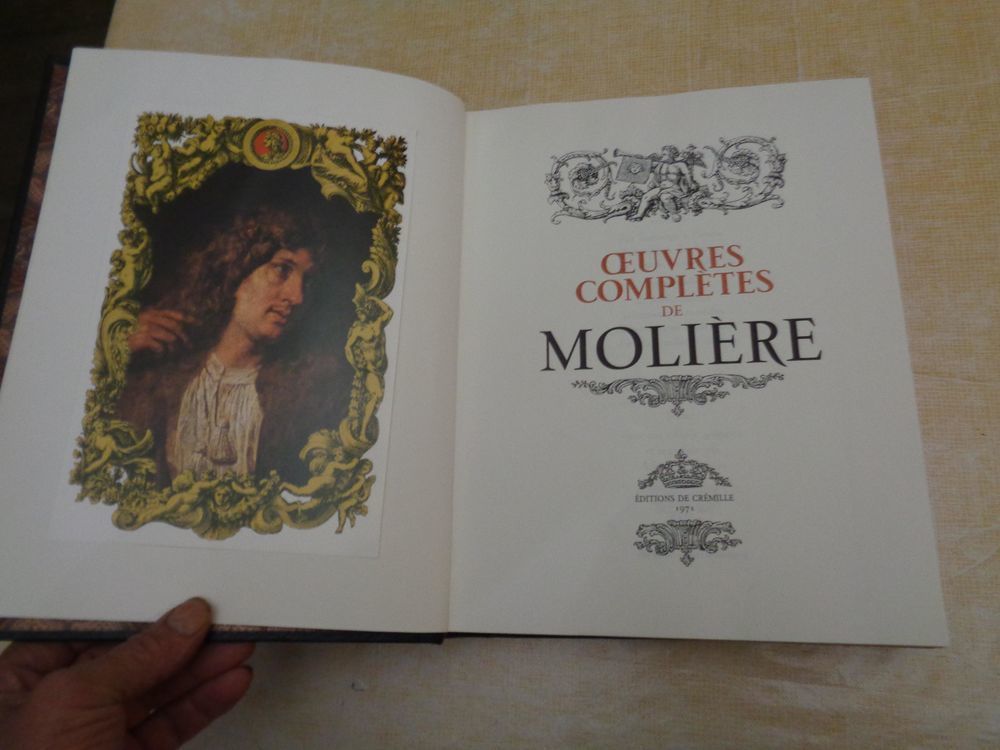 ŒUVRES
COMPLÈTES
DE
MOLIÈRE
ÉDITIONS DE CRÉMILLE
1971